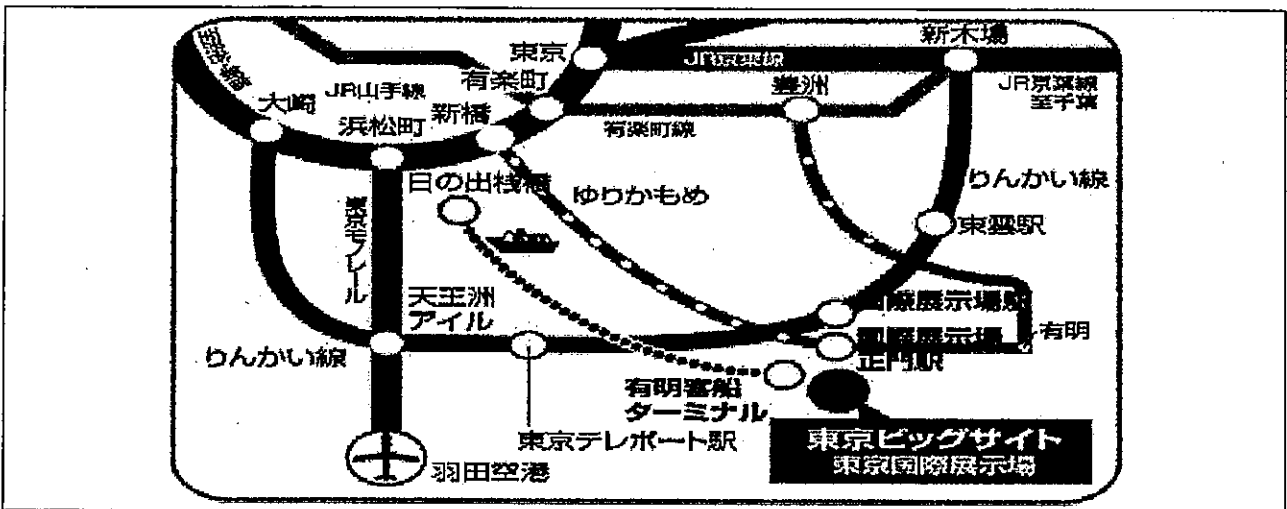 新木場
東京
JR京葉線
有楽町
豊洲
JR京葉線
至千葉
埼京線
大崎
JR山手線
新橋
浜松町
有楽町線
日の出桟橋
ゆりかもめ
りんかい線
東京モノレール
東雲駅
天王洲
アイル
国際展示場駅
有明
国際展示場
正門駅
りんかい線
有明客船
ターミナル
東京テレポート駅
東京ビッグサイト
東京国際展示場
羽田空港